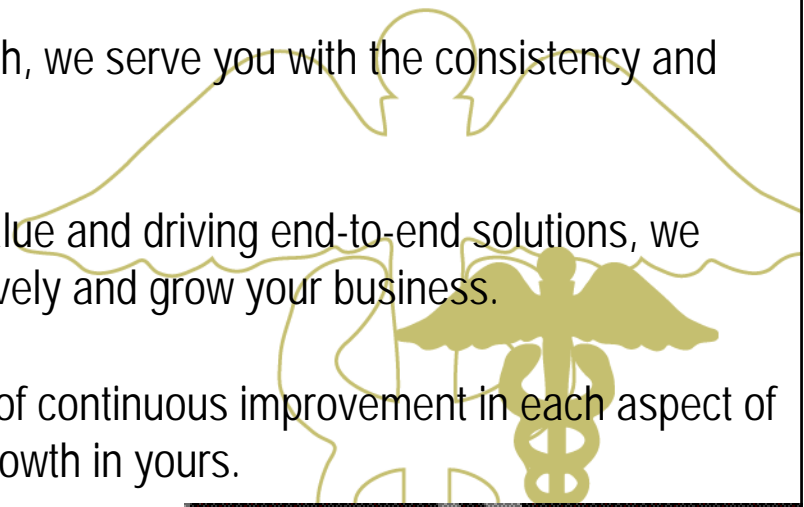 h, we serve you with the consistency and
lue and driving end-to-end solutions, we
vely and grow your business.
of continuous improvement in each aspect of
owth in yours.